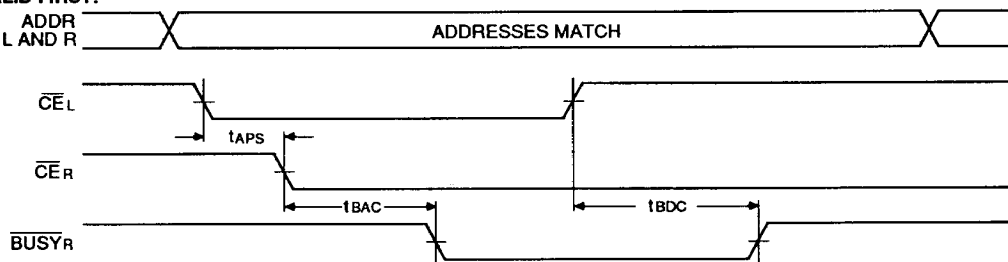 ADDR
L AND R
ADDRESSES MATCH
CEL
tAPS
CER
tBAC
tBDC
BUSYR